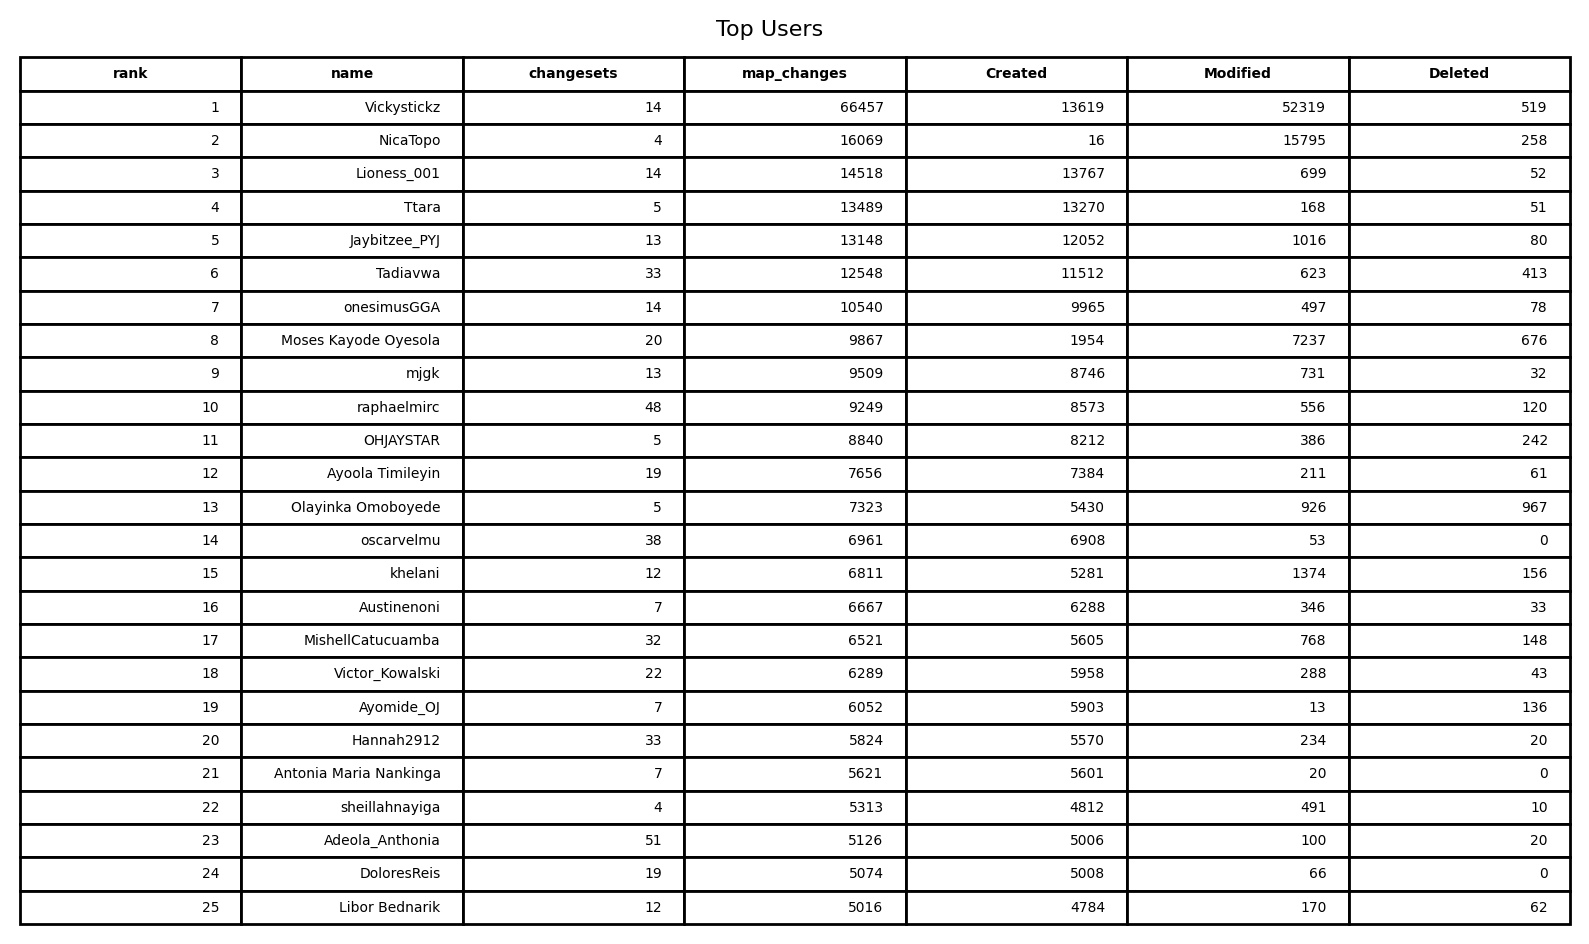 Top Users
rank name changesets map_changes Created Modified Deleted
1 Vickystickz 14 66457 13619 52319 519
2 NicaTopo 4 16069 16 15795 258
3 Lioness_001 14 14518 13767 699 52
4 Ttara 5 13489 13270 168 51
5 Jaybitzee_PYJ 13 13148 12052 1016 80
6 Tadiavwa 33 12548 11512 623 413
7 onesimusGGA 14 10540 9965 497 78
8 Moses Kayode Oyesola 20 9867 1954 7237 676
9 mjgk 13 9509 8746 731 32
10 raphaelmirc 48 9249 8573 556 120
11 OHJAYSTAR 5 8840 8212 386 242
12 Ayoola Timileyin 19 7656 7384 211 61
13 Olayinka Omoboyede 5 7323 5430 926 967
14 oscarvelmu 38 6961 6908 53 0
15 khelani 12 6811 5281 1374 156
16 Austinenoni 7 6667 6288 346 33
17 MishellCatucuamba 32 6521 5605 768 148
18 Victor_Kowalski 22 6289 5958 288 43
19 Ayomide_OJ 7 6052 5903 13 136
20 Hannah2912 33 5824 5570 234 20
21 Antonia Maria Nankinga 7 5621 5601 20 0
22 sheillahnayiga 4 5313 4812 491 10
23 Adeola_Anthonia 51 5126 5006 100 20
24 DoloresReis 19 5074 5008 66 0
25 Libor Bednarik 12 5016 4784 170 62